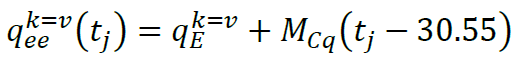 $q_{ee}^{k=v}(t_j) = q_E^{k=v} + M_{Cq}(t_j - 30.55)$